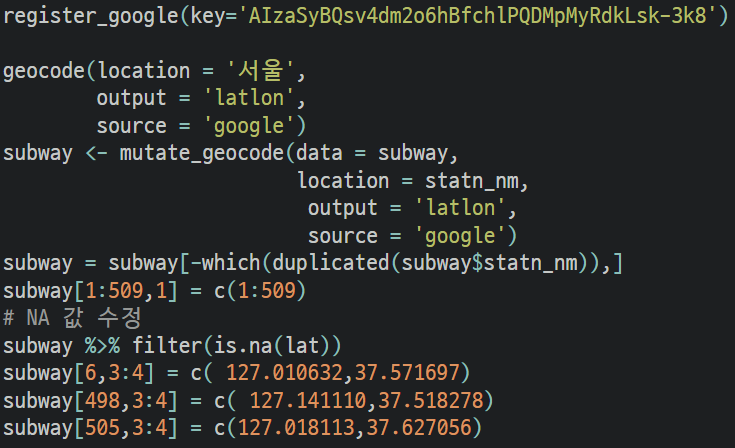 register_google(key='AIzaSyBQsv4dm2o6hBfchlPQDMpMyRdkLsk-3k8')
geocode(location = '서울',
output = 'latlon',
source = 'google')
subway <- mutate_geocode(data = subway,
location = statn_nm,
output = 'latlon',
source = 'google')
subway = subway[-which(duplicated(subway$statn_nm)),]
subway[1:509,1] = c(1:509)
# NA 값 수정
subway %>% filter(is.na(lat))
subway[6,3:4] = c( 127.010632,37.571697)
subway[498,3:4] = c( 127.141110,37.518278)
subway[505,3:4] = c(127.018113,37.627056)